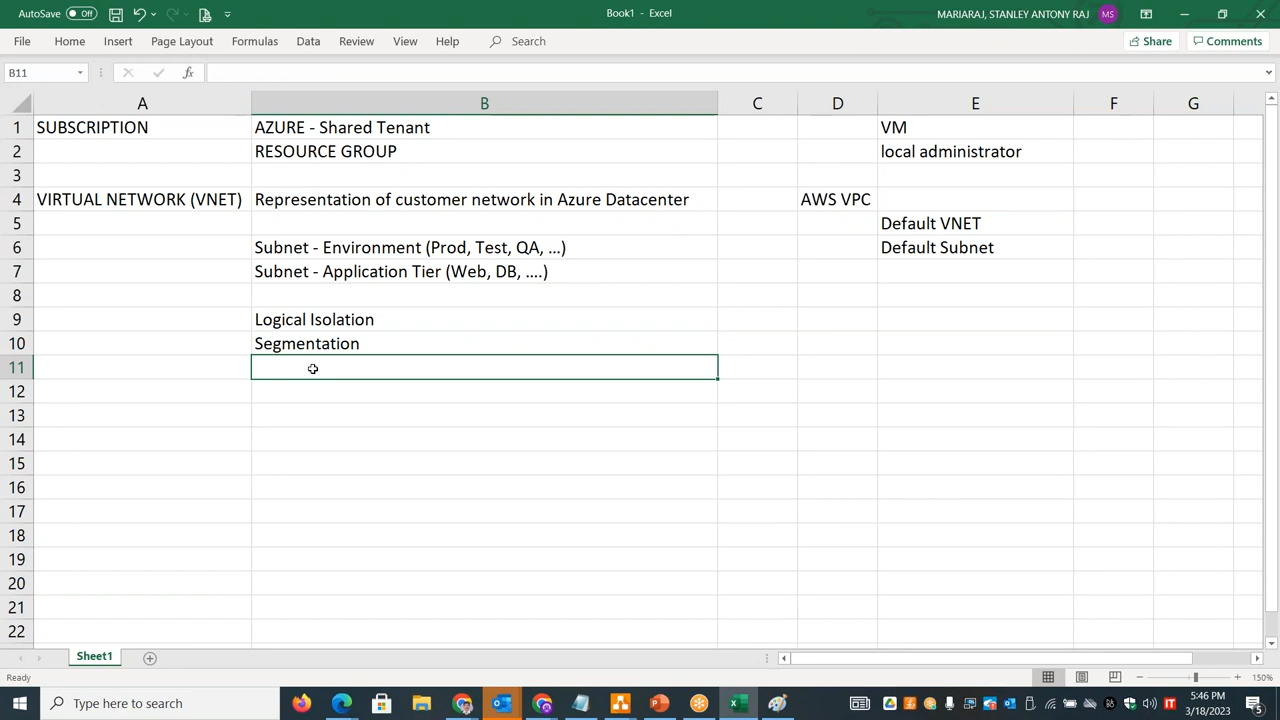 AutoSave Off Book1 - Excel MARIARAJ, STANLEY ANTONY RAJ MS
File Home Insert Page Layout Formulas Data Review View Help Search Share Comments
B11 fx
A B C D E F G
1 SUBSCRIPTION AZURE - Shared Tenant VM
2 RESOURCE GROUP local administrator
3
4 VIRTUAL NETWORK (VNET) Representation of customer network in Azure Datacenter AWS VPC
5 Default VNET
6 Subnet - Environment (Prod, Test, QA, ...) Default Subnet
7 Subnet - Application Tier (Web, DB, ....)
8
9 Logical Isolation
10 Segmentation
11
12
13
14
15
16
17
18
19
20
21
22
Sheet1
Ready 150%
Type here to search IT 5:46 PM
3/18/2023 5